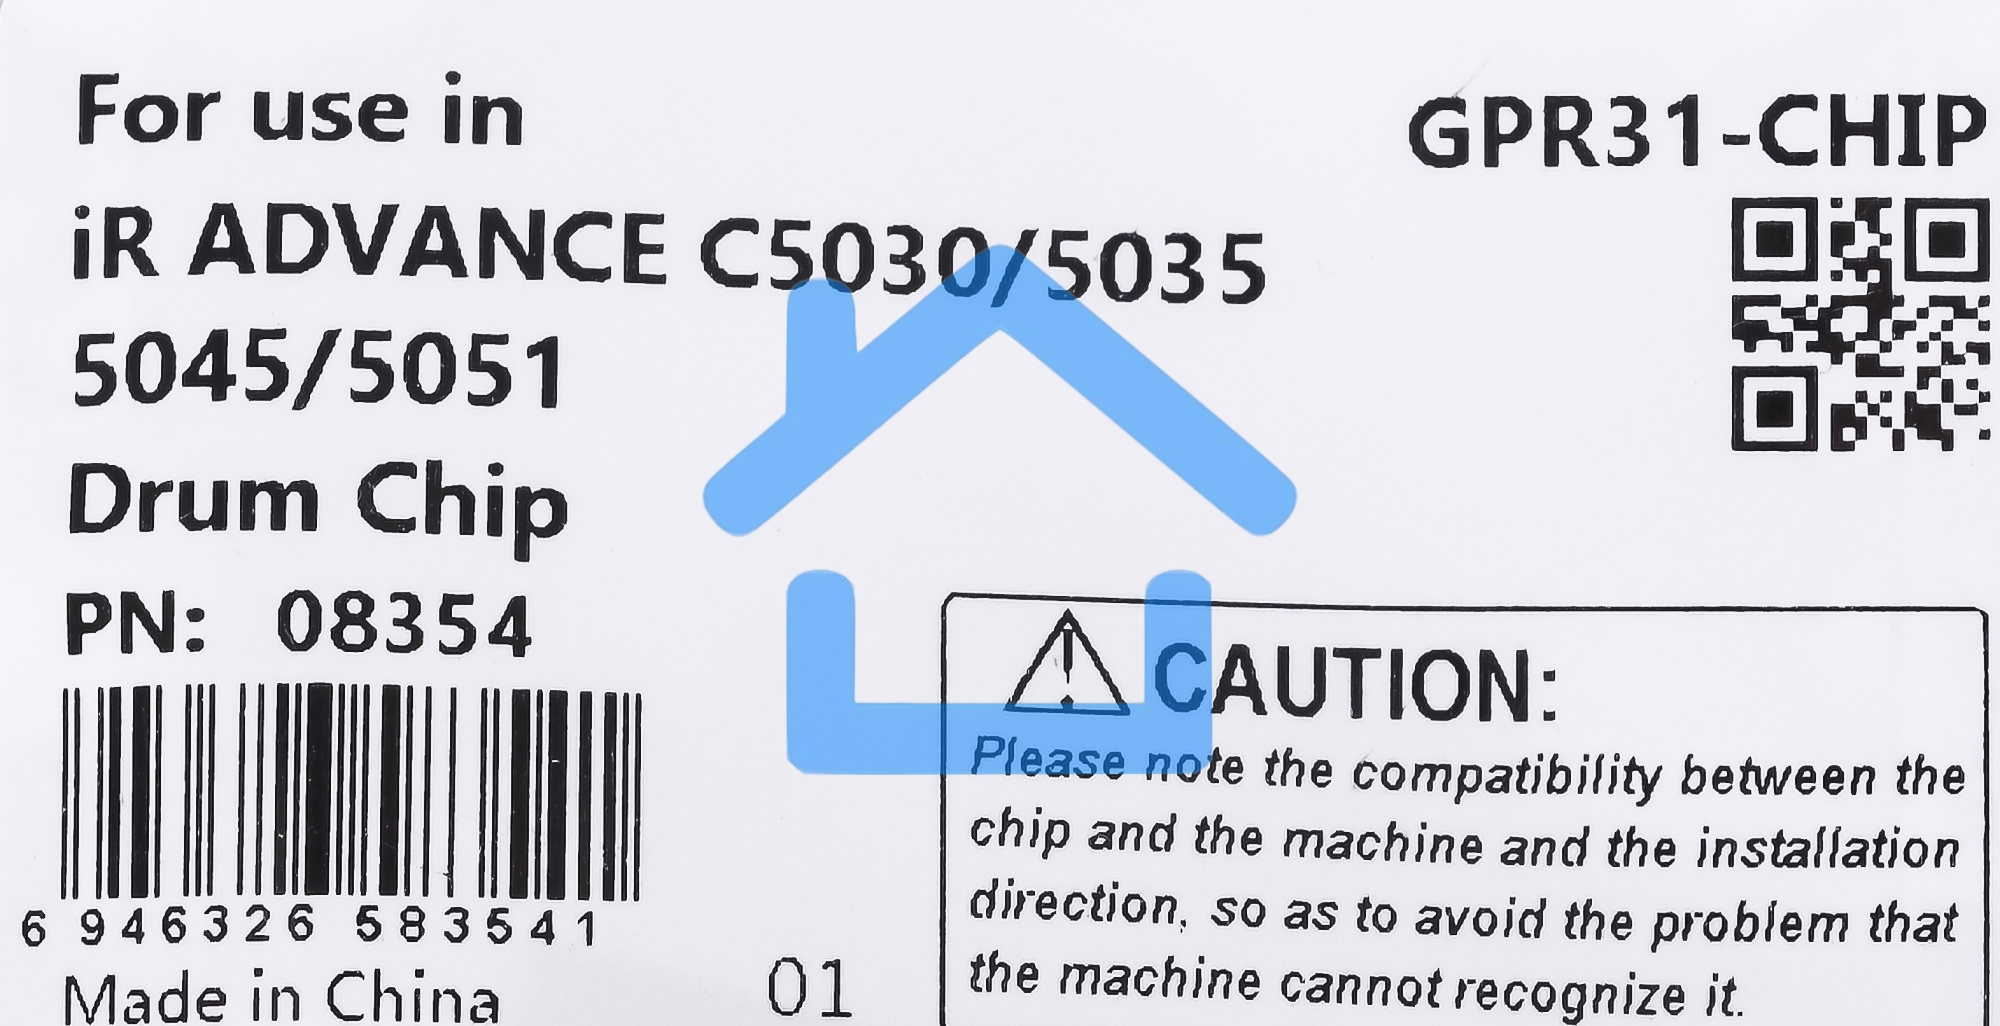 For use in
GPR31-CHIP
iR ADVANCE C5030/5035
5045/5051
Drum Chip
PN: 08354
6 946326 583541
Made in China
01
CAUTION:
Please note the compatibility between the
chip and the machine and the installation
direction, so as to avoid the problem that
the machine cannot recognize it.